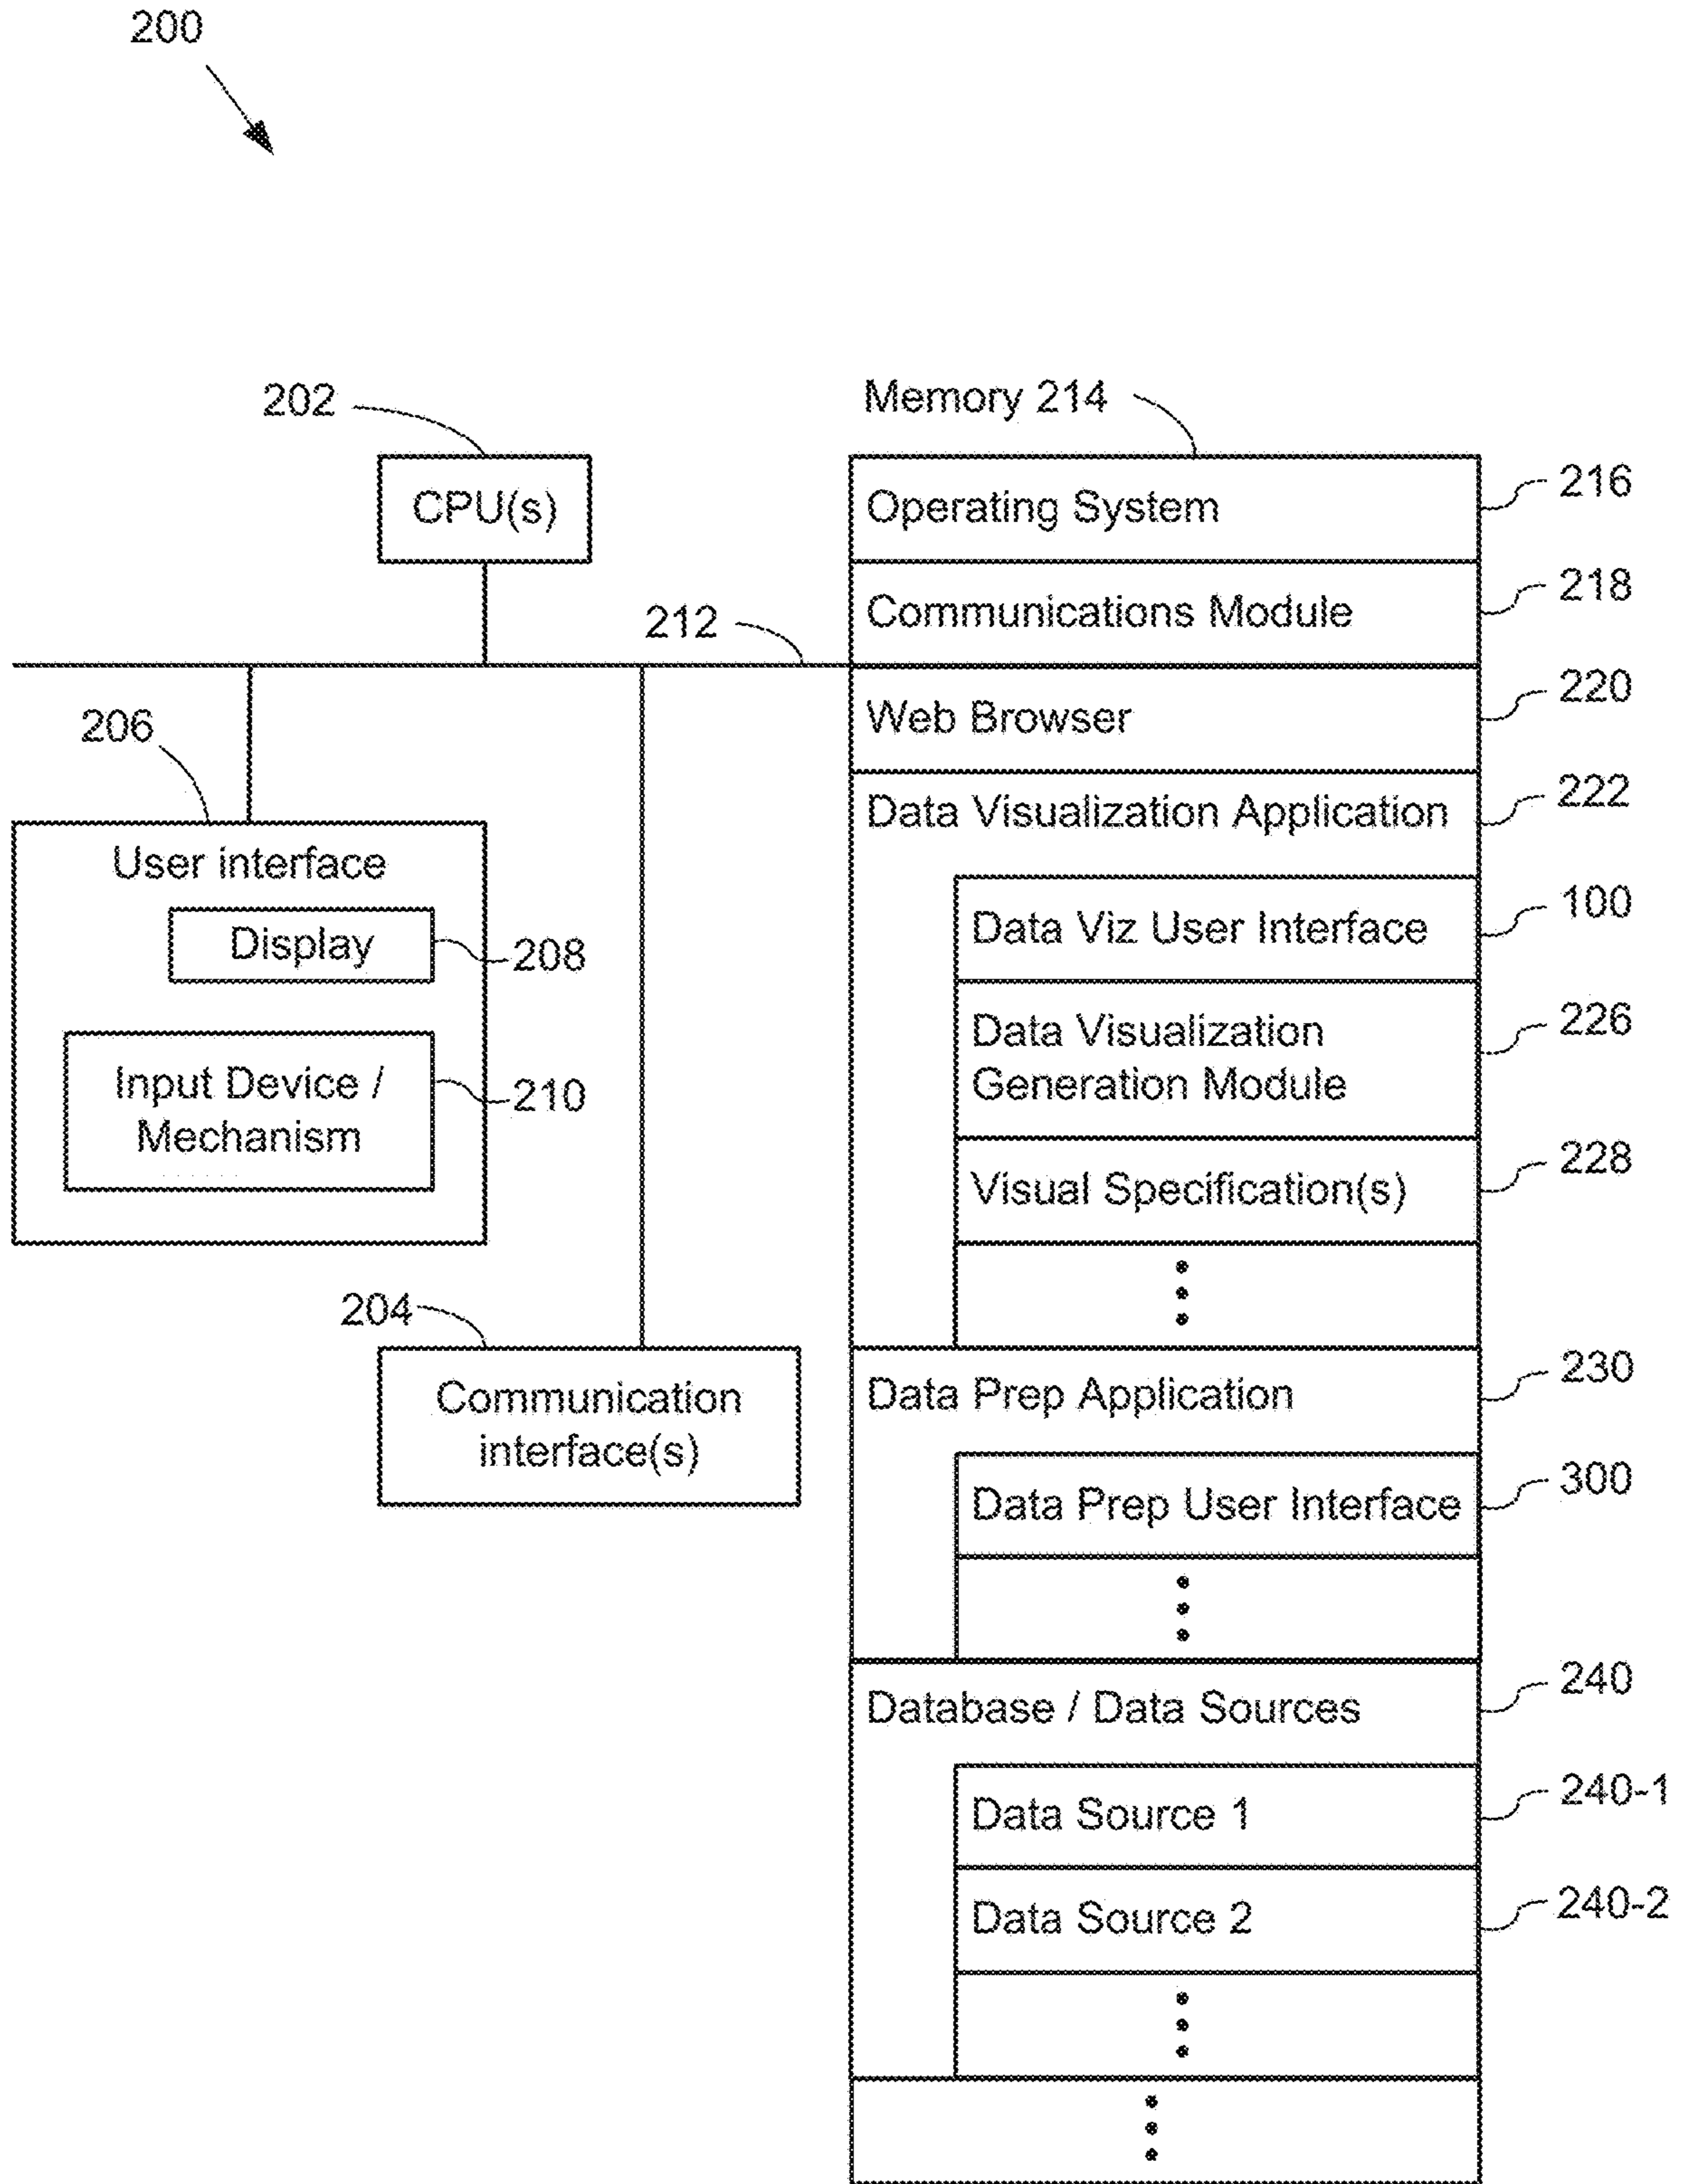 200
202
CPU(s)
212
206
User interface
Display
208
Input Device /
Mechanism
210
204
Communication
interface(s)
Memory 214
Operating System
216
Communications Module
218
Web Browser
220
Data Visualization Application
222
Data Viz User Interface
100
Data Visualization
Generation Module
226
Visual Specification(s)
228
Data Prep Application
230
Data Prep User Interface
300
Database / Data Sources
240
Data Source 1
240-1
Data Source 2
240-2